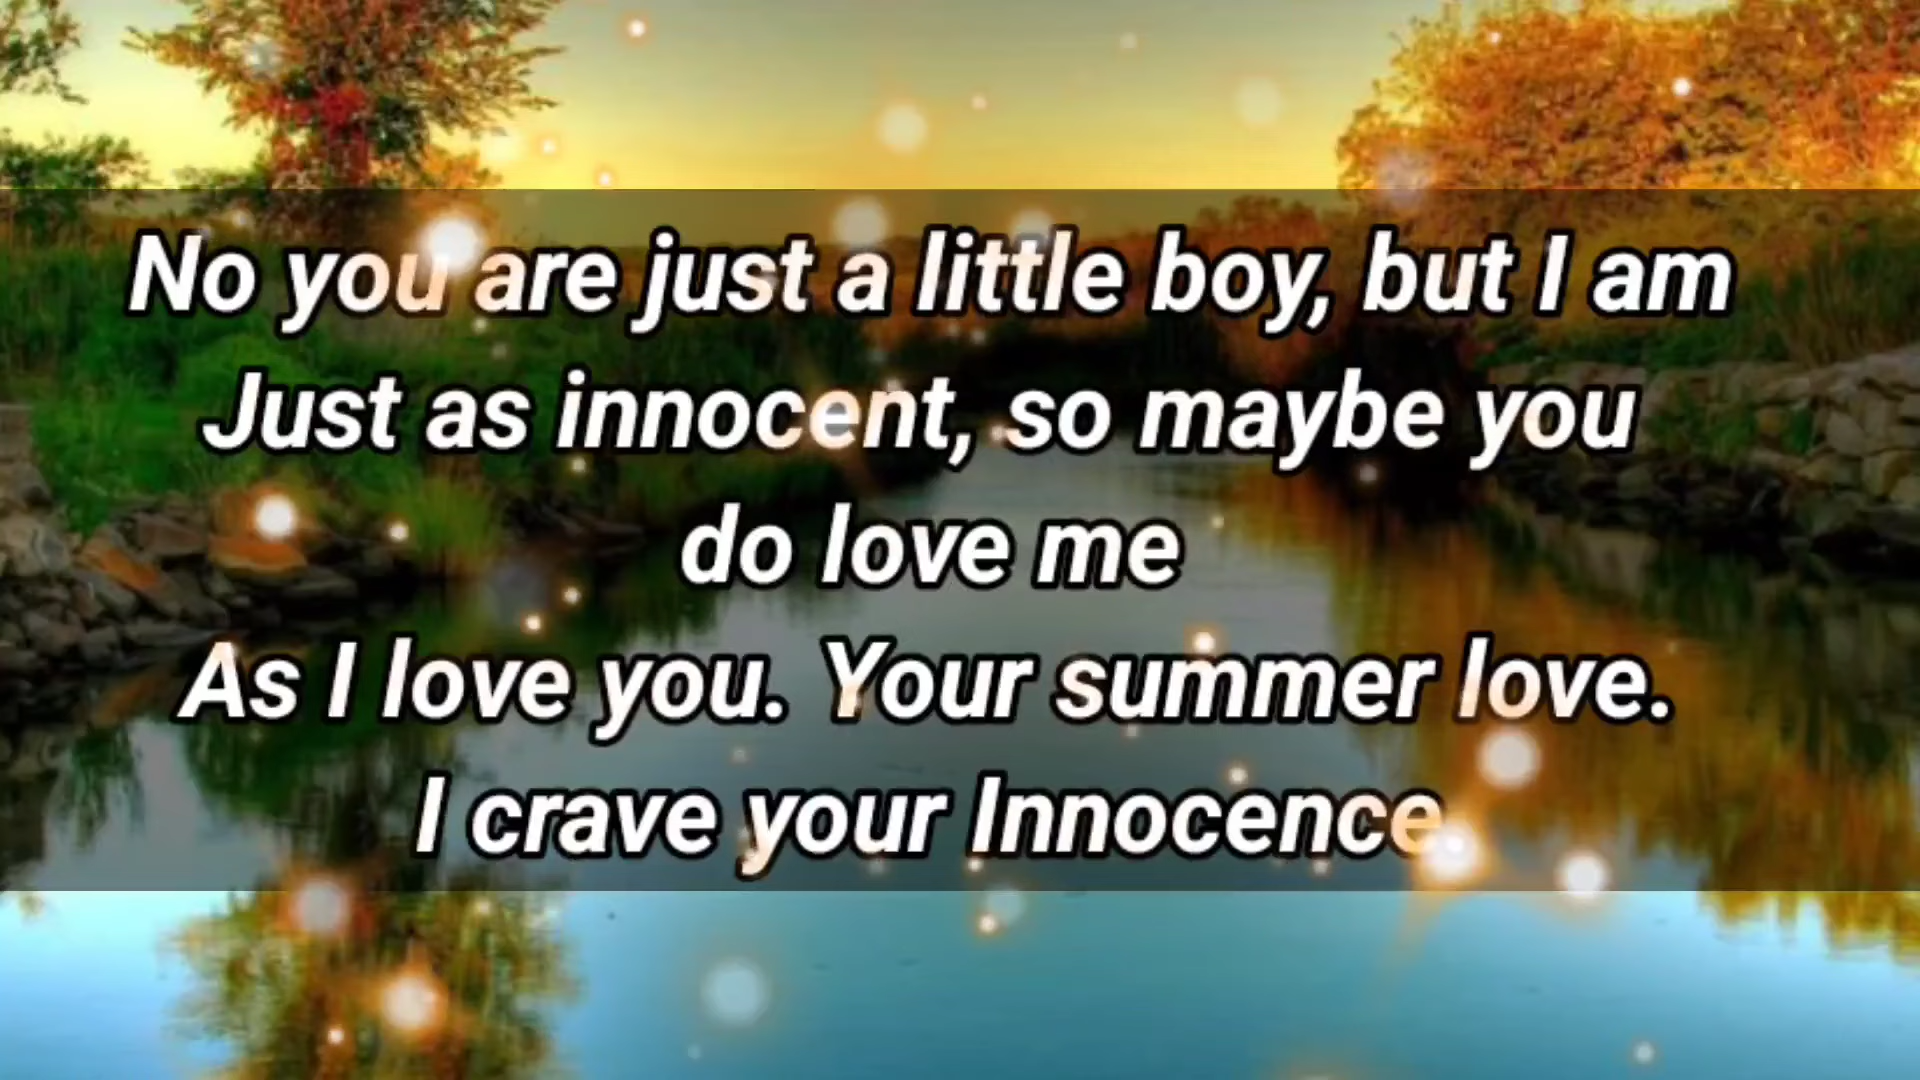 No you are just a little boy, but I am
Just as innocent, so maybe you
do love me
As I love you. Your summer love.
I crave your Innocence.